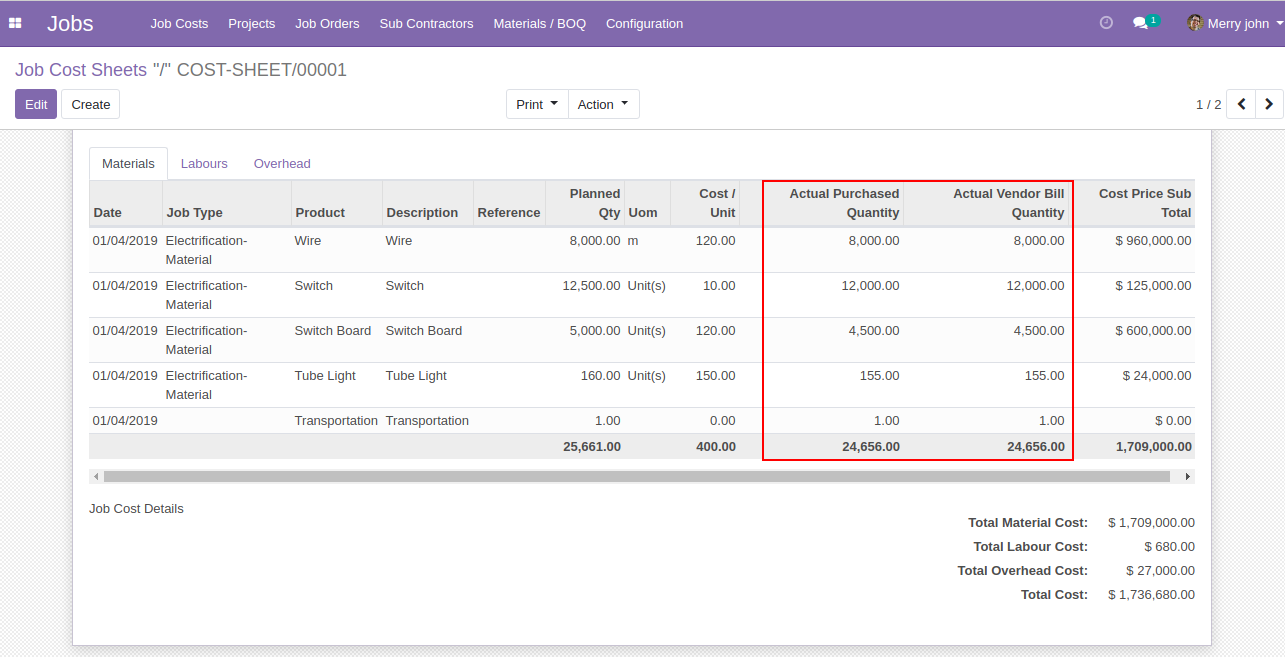 Jobs Job Costs Projects Job Orders Sub Contractors Materials / BOQ Configuration 1 Merry john
Job Cost Sheets "/" COST-SHEET/00001
Edit Create Print Action 1 / 2
Materials Labours Overhead
Date Job Type Product Description Reference Planned Qty Uom Cost / Unit Actual Purchased Quantity Actual Vendor Bill Quantity Cost Price Sub Total
01/04/2019 Electrification-Material Wire Wire 8,000.00 m 120.00 8,000.00 8,000.00 $ 960,000.00
01/04/2019 Electrification-Material Switch Switch 12,500.00 Unit(s) 10.00 12,000.00 12,000.00 $ 125,000.00
01/04/2019 Electrification-Material Switch Board Switch Board 5,000.00 Unit(s) 120.00 4,500.00 4,500.00 $ 600,000.00
01/04/2019 Electrification-Material Tube Light Tube Light 160.00 Unit(s) 150.00 155.00 155.00 $ 24,000.00
01/04/2019 Transportation Transportation 1.00 0.00 1.00 1.00 $ 0.00
25,661.00 400.00 24,656.00 24,656.00 1,709,000.00
Job Cost Details
Total Material Cost: $ 1,709,000.00
Total Labour Cost: $ 680.00
Total Overhead Cost: $ 27,000.00
Total Cost: $ 1,736,680.00